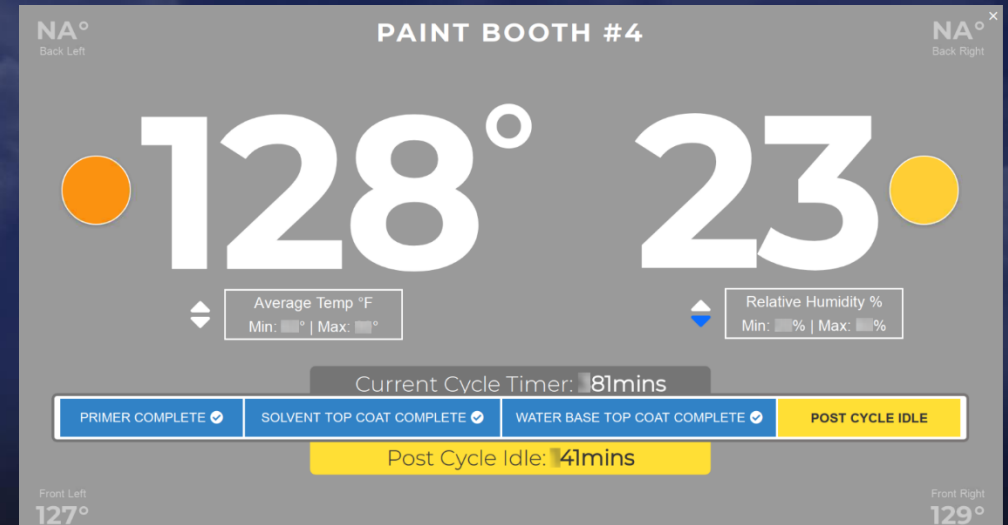 NA°
Back Left
PAINT BOOTH #4
NA°
Back Right
×
128°
23
Average Temp °F
Min: ° | Max: °
Relative Humidity %
Min: % | Max: %
Current Cycle Timer: 81mins
PRIMER COMPLETE
SOLVENT TOP COAT COMPLETE
WATER BASE TOP COAT COMPLETE
POST CYCLE IDLE
Post Cycle Idle: 41mins
Front Left
127°
Front Right
129°